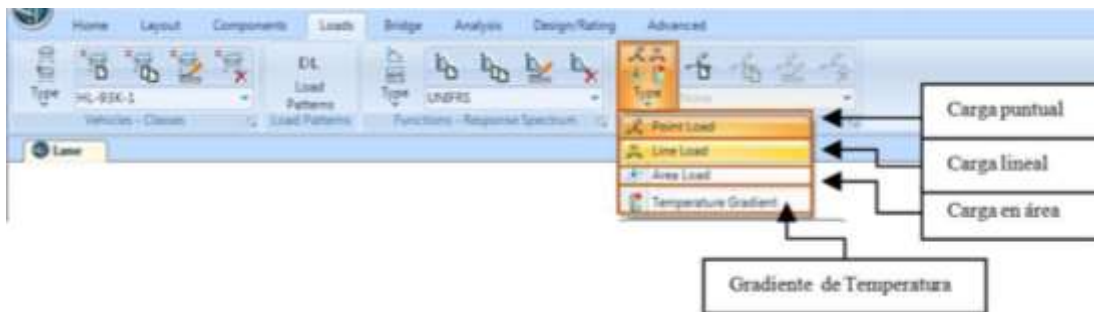 Home Layout Components Loads Bridge Analysis Design/Rating Advanced
Type HL-93K-1
DL
Load
Patterns
Type UNIFRS
Type None
Vehicles - Classes
Load Patterns
Functions - Response Spectrum
Lane
Point Load
Line Load
Area Load
Temperature Gradient
Carga puntual
Carga lineal
Carga en área
Gradiente de Temperatura